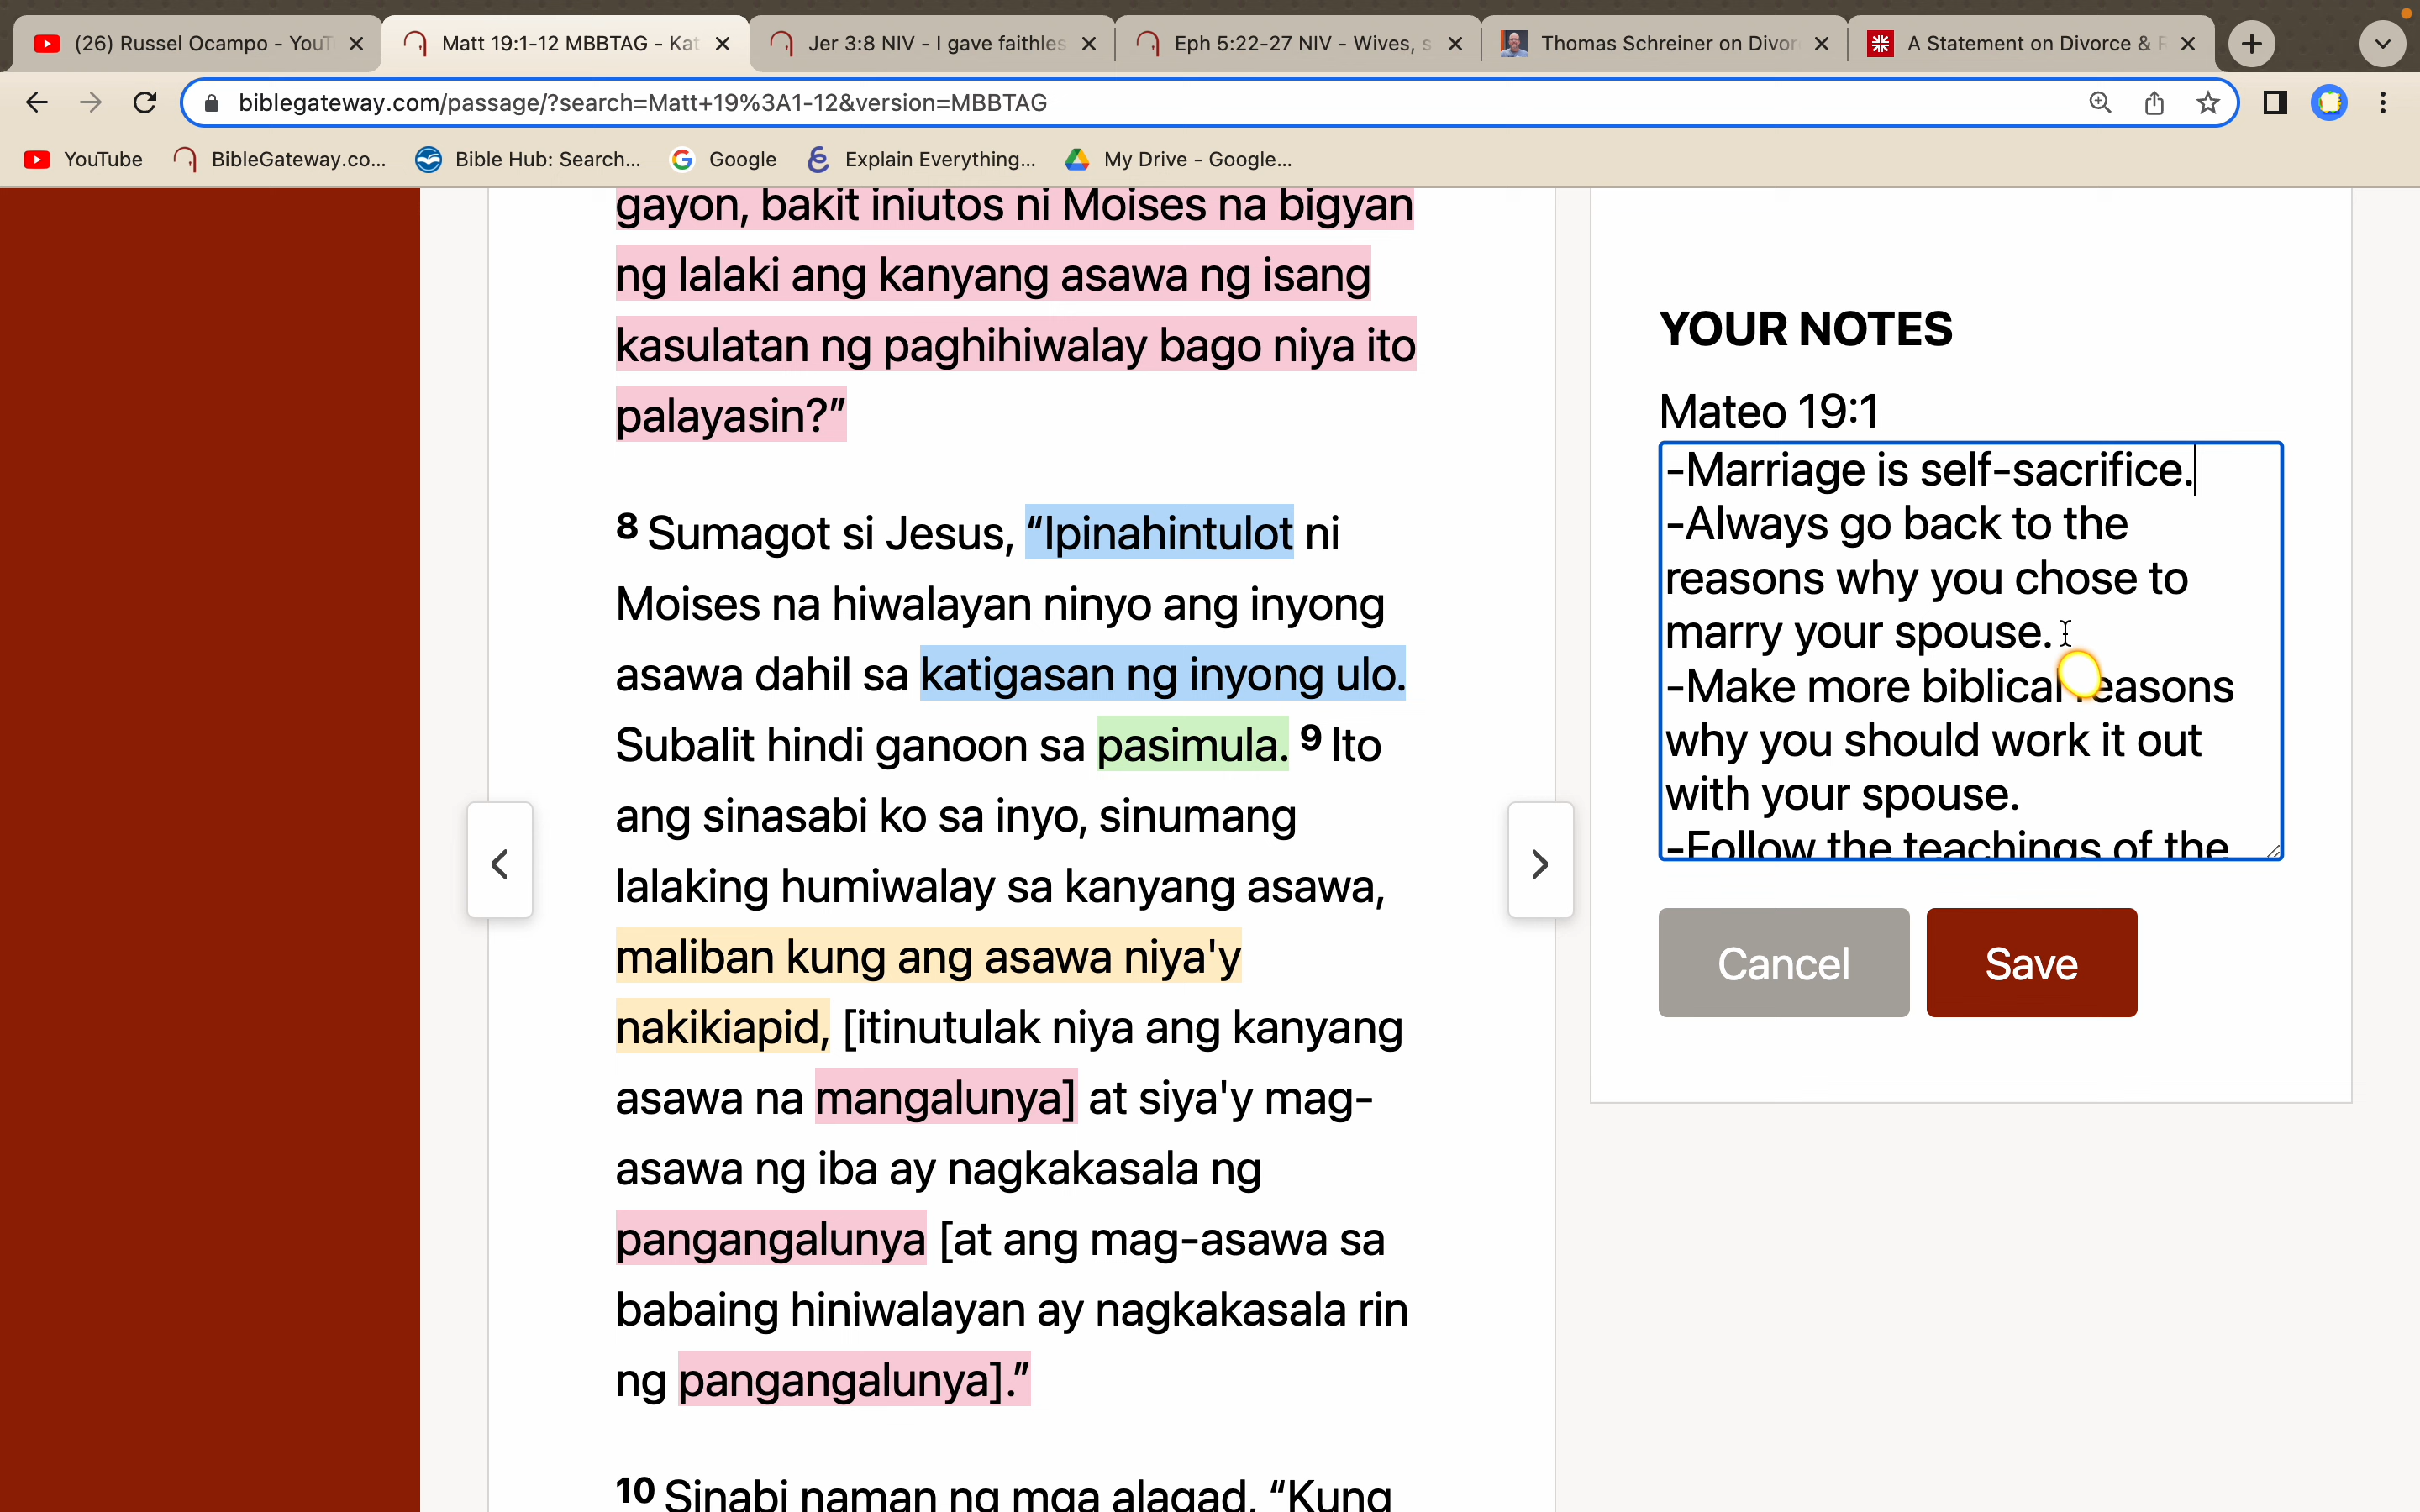 (26) Russel Ocampo - YouT
Matt 19:1-12 MBBTAG - Kat
Jer 3:8 NIV - I gave faithles
Eph 5:22-27 NIV - Wives, s
Thomas Schreiner on Divor
A Statement on Divorce & R
biblegateway.com/passage/?search=Matt+19%3A1-12&version=MBBTAG
YouTube
BibleGateway.co...
Bible Hub: Search...
Google
Explain Everything...
My Drive - Google...
gayon, bakit iniutos ni Moises na bigyan
ng lalaki ang kanyang asawa ng isang
kasulatan ng paghihiwalay bago niya ito
palayasin?”
8 Sumagot si Jesus, “Ipinahintulot ni
Moises na hiwalayan ninyo ang inyong
asawa dahil sa katigasan ng inyong ulo.
Subalit hindi ganoon sa pasimula. 9 Ito
ang sinasabi ko sa inyo, sinumang
lalaking humiwalay sa kanyang asawa,
maliban kung ang asawa niya'y
nakikiapid, [itinutulak niya ang kanyang
asawa na mangalunya] at siya'y mag-
asawa ng iba ay nagkakasala ng
pangangalunya [at ang mag-asawa sa
babaing hiniwalayan ay nagkakasala rin
ng pangangalunya].”
10 Sinabi naman ng mga alagad, “Kung
YOUR NOTES
Mateo 19:1
-Marriage is self-sacrifice.
-Always go back to the
reasons why you chose to
marry your spouse.
-Make more biblical reasons
why you should work it out
with your spouse.
-Follow the teachings of the
Cancel
Save